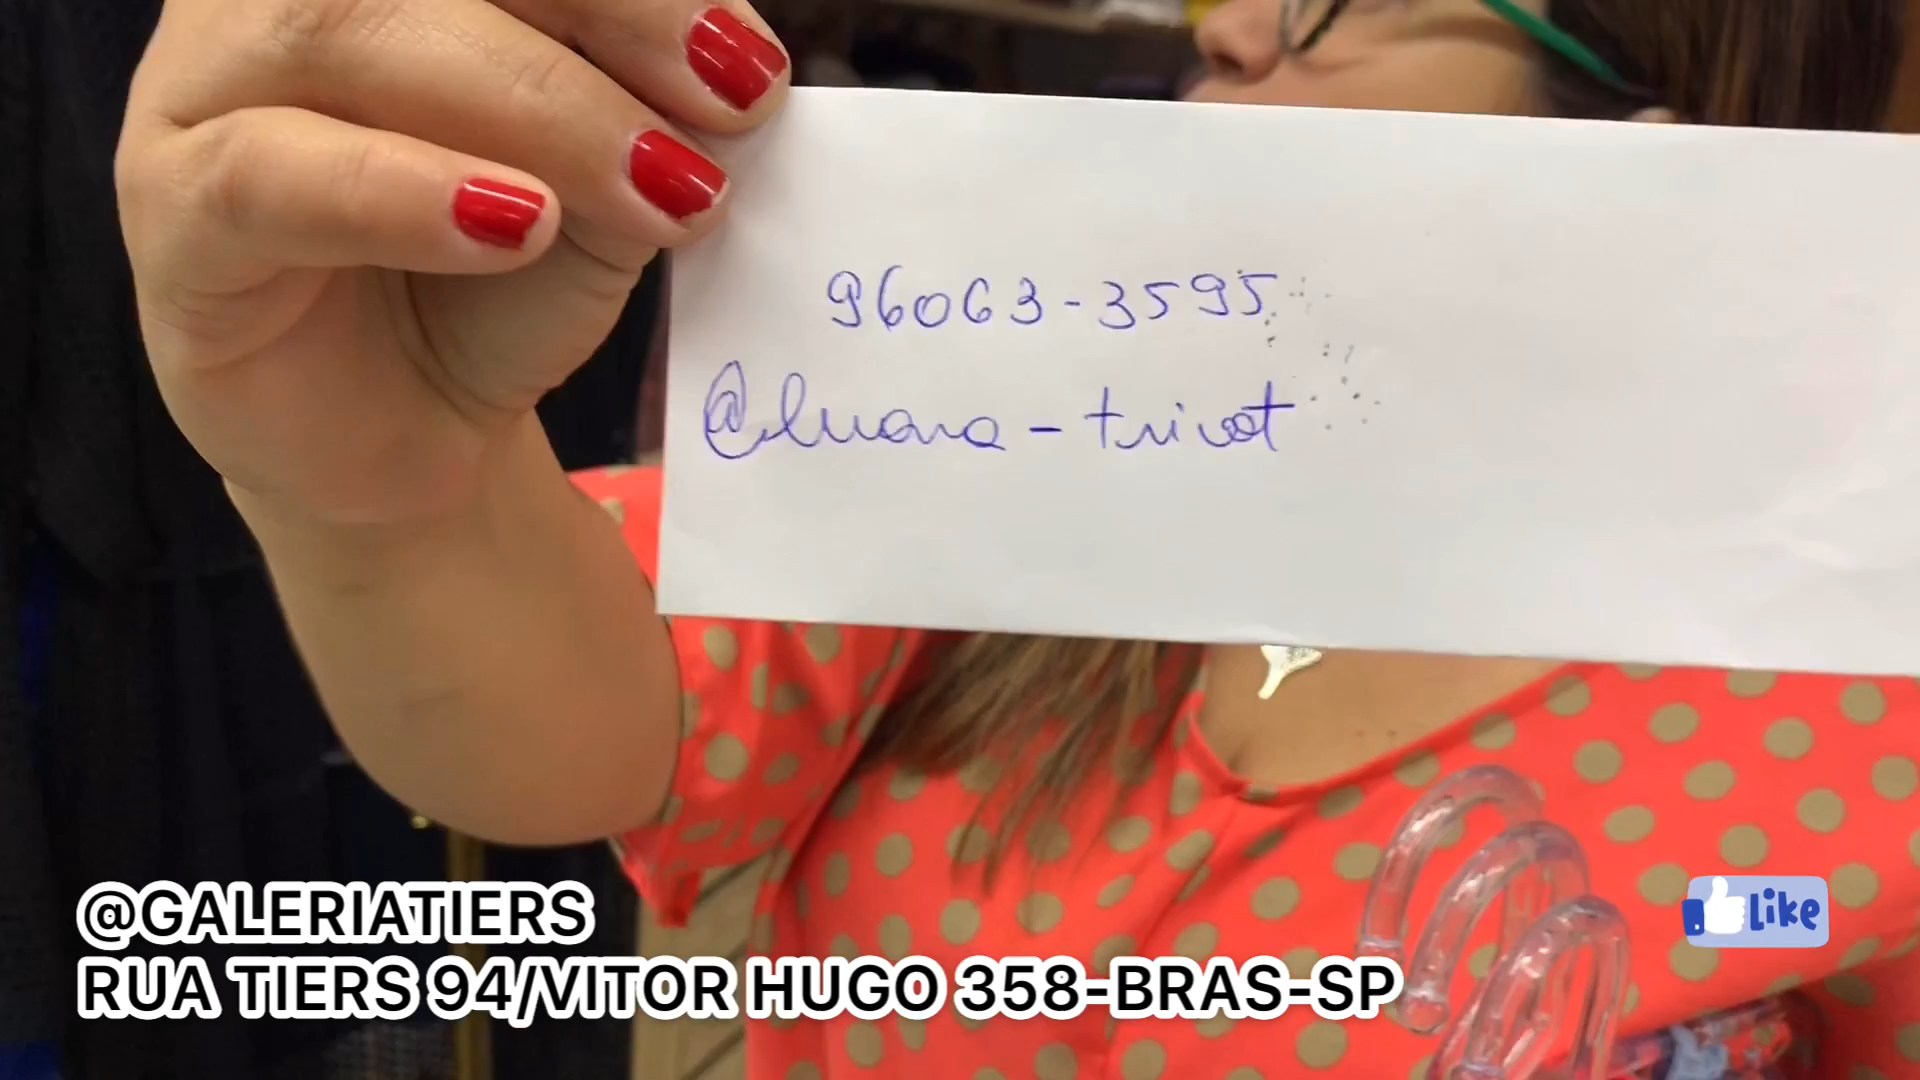 96063-3595
@luana-tricot
@GALERIATIERS
RUA TIERS 94/VITOR HUGO 358-BRAS-SP
Like